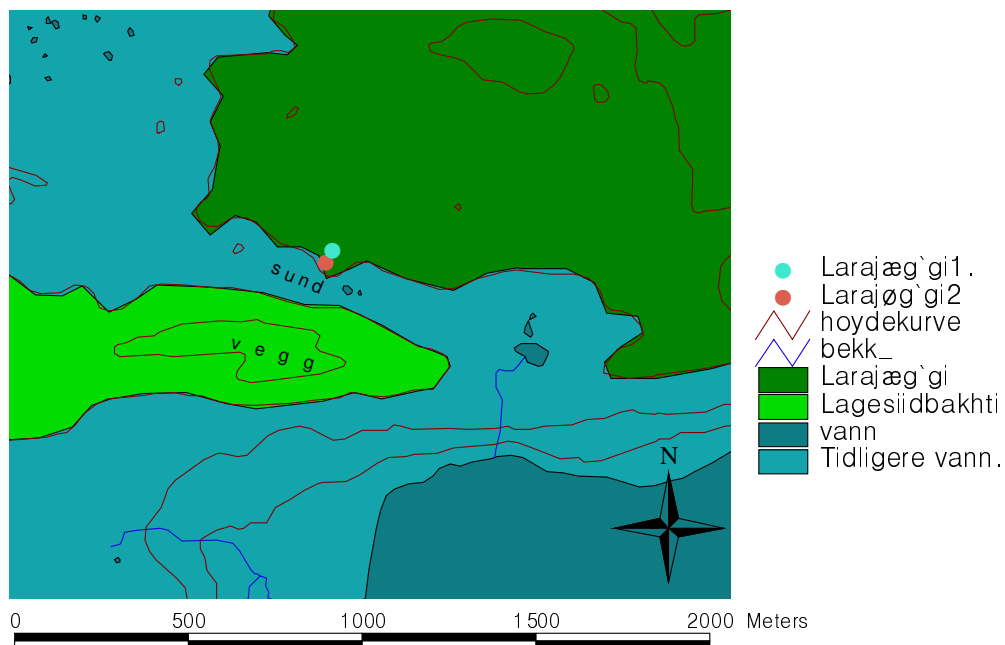 sund
vegg
Larajæg`gi1.
Larajøg`gi2
hoydekurve
bekk_
Larajæg`gi
Lagesiidbakhti
vann
Tidligere vann.
N
0 500 1000 1500 2000 Meters